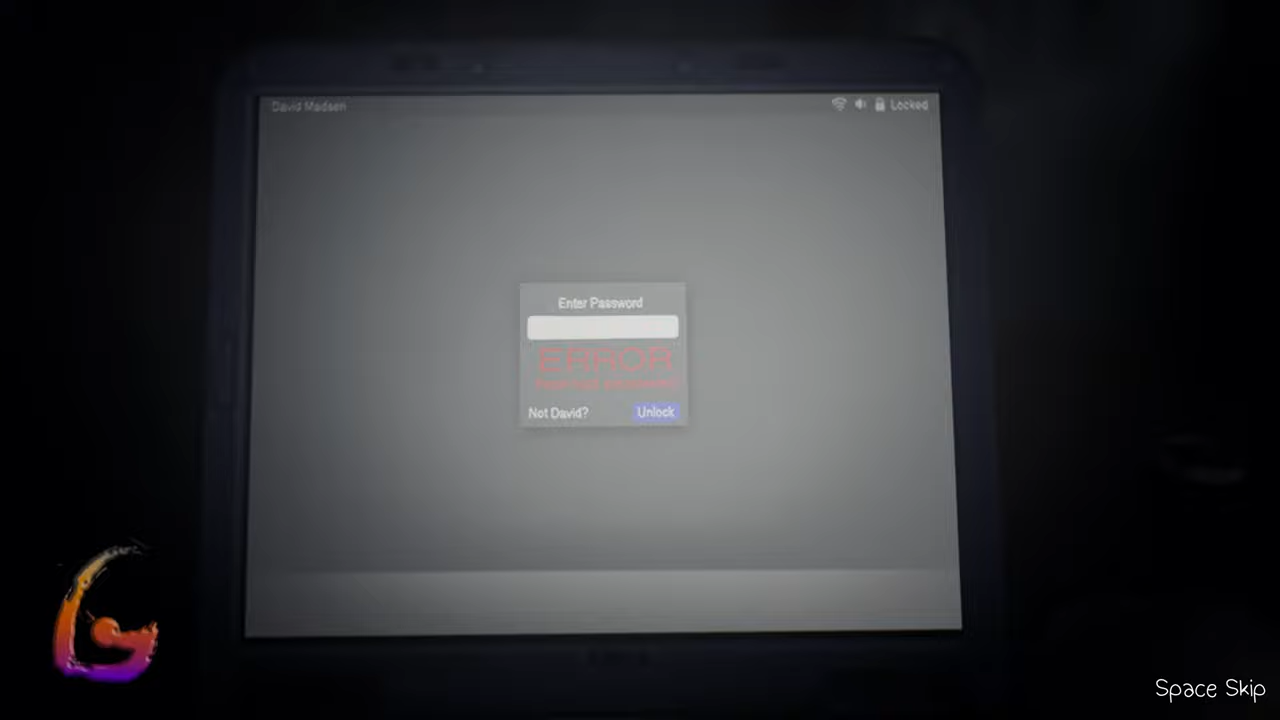 David Madsen
Locked
Enter Password
ERROR
Not David?
Unlock
Space Skip